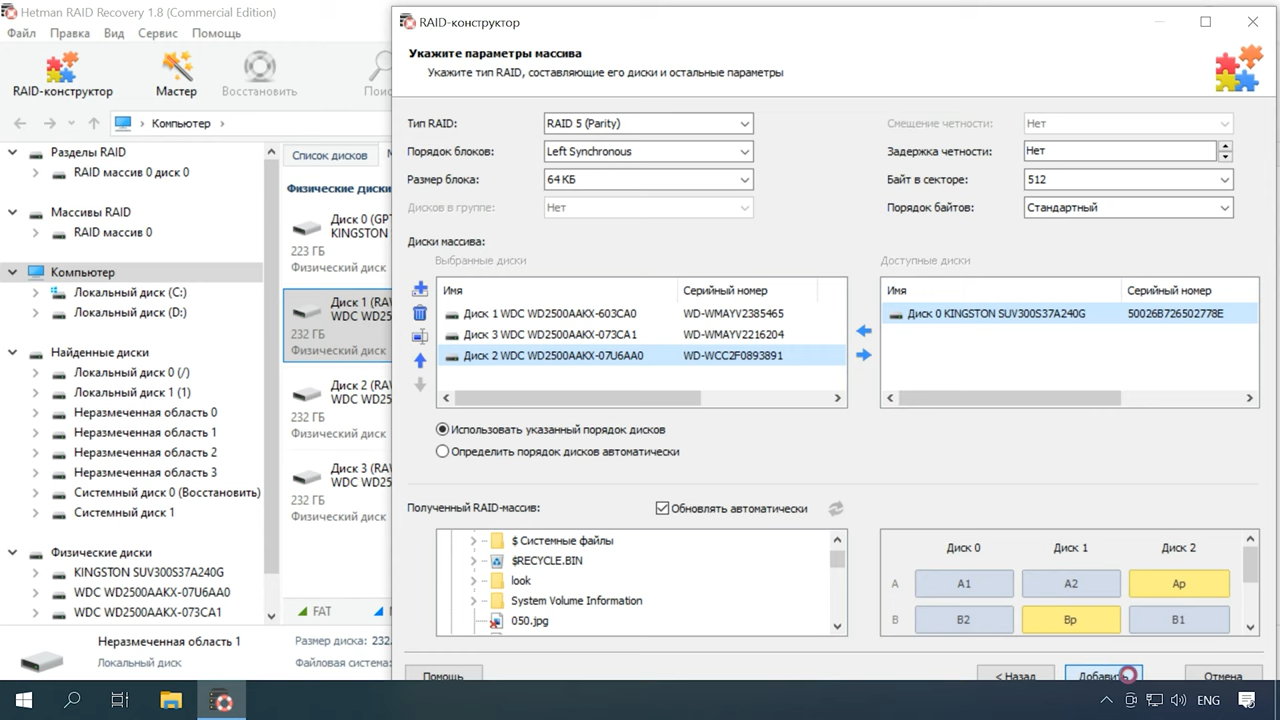 Hetman RAID Recovery 1.8 (Commercial Edition)
Файл Правка Вид Сервис Помощь
RAID-конструктор Мастер Восстановить
Компьютер
Разделы RAID
RAID массив 0 диск 0
Массивы RAID
RAID массив 0
Компьютер
Локальный диск (C:)
Локальный диск (D:)
Найденные диски
Локальный диск 0 (/)
Локальный диск 1 (1)
Неразмеченная область 0
Неразмеченная область 1
Неразмеченная область 2
Неразмеченная область 3
Системный диск 0 (Восстановить)
Системный диск 1
Физические диски
KINGSTON SUV300S37A240G
WDC WD2500AAKX-07U6AA0
WDC WD2500AAKX-073CA1
Список дисков
Физические диски
Диск 0 (GPT
KINGSTON
223 ГБ
Физический диск
Диск 1 (RA
WDC WD25
232 ГБ
Физический диск
Диск 2 (RA
WDC WD25
232 ГБ
Физический диск
Диск 3 (RA
WDC WD25
232 ГБ
Физический диск
FAT
Неразмеченная область 1
Локальный диск
Размер диска: 232.
Файловая система:
RAID-конструктор
Укажите параметры массива
Укажите тип RAID, составляющие его диски и остальные параметры
Тип RAID: RAID 5 (Parity)
Порядок блоков: Left Synchronous
Размер блока: 64 КБ
Дисков в группе: Нет
Смещение четности: Нет
Задержка четности: Нет
Байт в секторе: 512
Порядок байтов: Стандартный
Диски массива:
Выбранные диски
Имя Серийный номер
Диск 1 WDC WD2500AAKX-603CA0 WD-WMAYV2385465
Диск 3 WDC WD2500AAKX-073CA1 WD-WMAYV2216204
Диск 2 WDC WD2500AAKX-07U6AA0 WD-WCC2F0893891
Доступные диски
Имя Серийный номер
Диск 0 KINGSTON SUV300S37A240G 50026B726502778E
Использовать указанный порядок дисков
Определить порядок дисков автоматически
Полученный RAID-массив: Обновлять автоматически
$ Системные файлы
$RECYCLE.BIN
look
System Volume Information
050.jpg
Диск 0 Диск 1 Диск 2
A A1 A2 Ap
B B2 Bp B1
Помощь < Назад Добавить Отмена
ENG